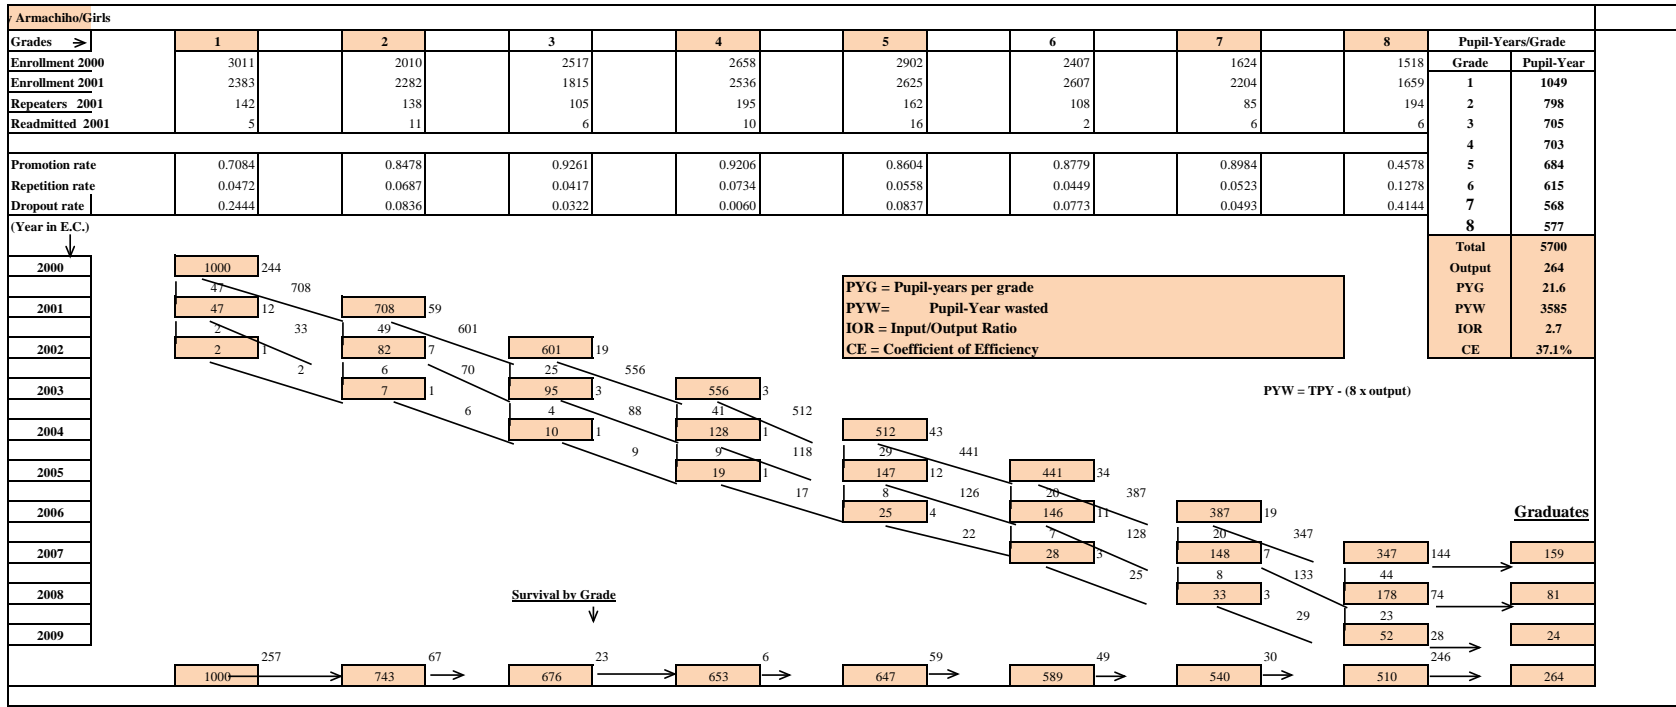 y Armachiho/Girls
Grades 1 2 3 4 5 6 7 8 Pupil-Years/Grade
Enrollment 2000 3011 2010 2517 2658 2902 2407 1624 1518 Grade Pupil-Year
Enrollment 2001 2383 2282 1815 2536 2625 2607 2204 1659 1 1049
Repeaters 2001 142 138 105 195 162 108 85 194 2 798
Readmitted 2001 5 11 6 10 16 2 6 6 3 705
4 703
Promotion rate 0.7084 0.8478 0.9261 0.9206 0.8604 0.8779 0.8984 0.4578 5 684
Repetition rate 0.0472 0.0687 0.0417 0.0734 0.0558 0.0449 0.0523 0.1278 6 615
Dropout rate 0.2444 0.0836 0.0322 0.0060 0.0837 0.0773 0.0493 0.4144 7 568
(Year in E.C.) 8 577
Total 5700
2000 1000 244 Output 264
47 708 PYG = Pupil-years per grade PYG 21.6
2001 47 12 708 59 PYW= Pupil-Year wasted PYW 3585
2 33 49 601 IOR = Input/Output Ratio IOR 2.7
2002 2 1 82 7 601 19 CE = Coefficient of Efficiency CE 37.1%
2 6 70 25 556
2003 7 1 95 3 556 3 PYW = TPY - (8 x output)
6 4 88 41 512
2004 10 1 128 1 512 43
9 9 118 29 441
2005 19 1 147 12 441 34
17 8 126 20 387
2006 25 4 146 11 387 19 Graduates
22 7 128 20 347
2007 28 3 148 7 347 144 159
25 8 133 44
2008 Survival by Grade 33 3 178 74 81
29 23
2009 52 28 24
257 67 23 6 59 49 30 246
1000 743 676 653 647 589 540 510 264